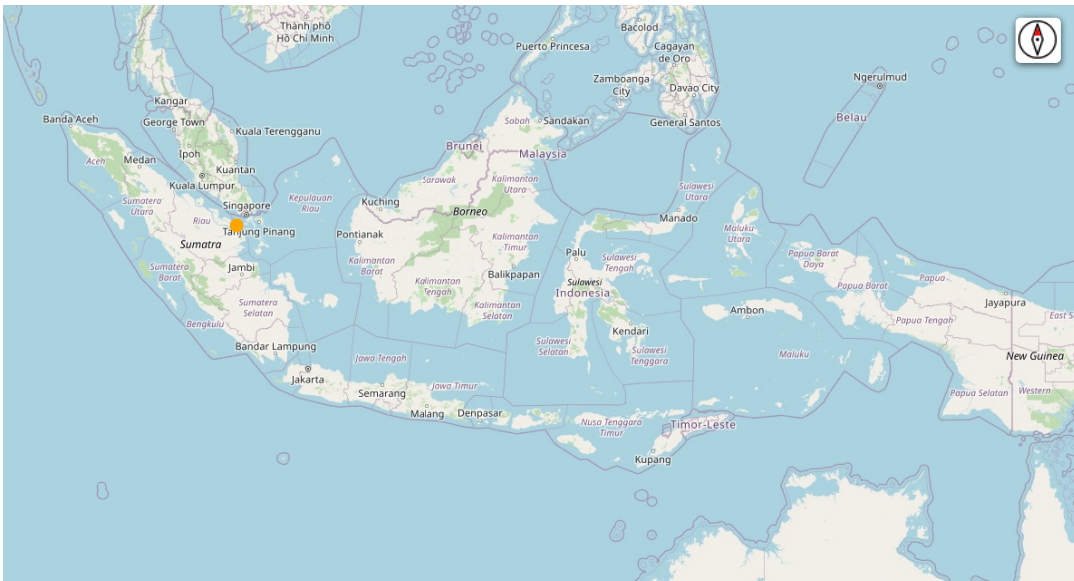 Thành phố
Hồ Chí Minh
Bacolod
Puerto Princesa
Cagayan
de Oro
Zamboanga
City
Davao City
Ngerulmud
Kangar
Banda Aceh
George Town
Kuala Terengganu
Sabah
Sandakan
General Santos
Belau
Ipoh
Brunei
Malaysia
Aceh
Medan
Kuantan
Kuala Lumpur
Sarawak
Kalimantan
Utara
Sumatera
Utara
Singapore
Kepulauan
Riau
Kuching
Borneo
Sulawesi
Utara
Manado
Riau
Tanjung Pinang
Pontianak
Kalimantan
Timur
Maluku
Utara
Sumatra
Palu
Sulawesi
Tengah
Papua Barat
Daya
Sumatera
Barat
Jambi
Kalimantan
Barat
Balikpapan
Kalimantan
Tengah
Sulawesi
Indonesia
Papua
Papua Barat
Sumatera
Selatan
Kalimantan
Selatan
Jayapura
Bengkulu
Ambon
Papua Tengah
East S
Kendari
Bandar Lampung
Sulawesi
Selatan
Sulawesi
Tenggara
Maluku
New Guinea
Jawa Tengah
Jakarta
Jawa Timur
Semarang
Papua Selatan
Western
Malang
Denpasar
Nusa Tenggara
Timur
Timor-Leste
Kupang